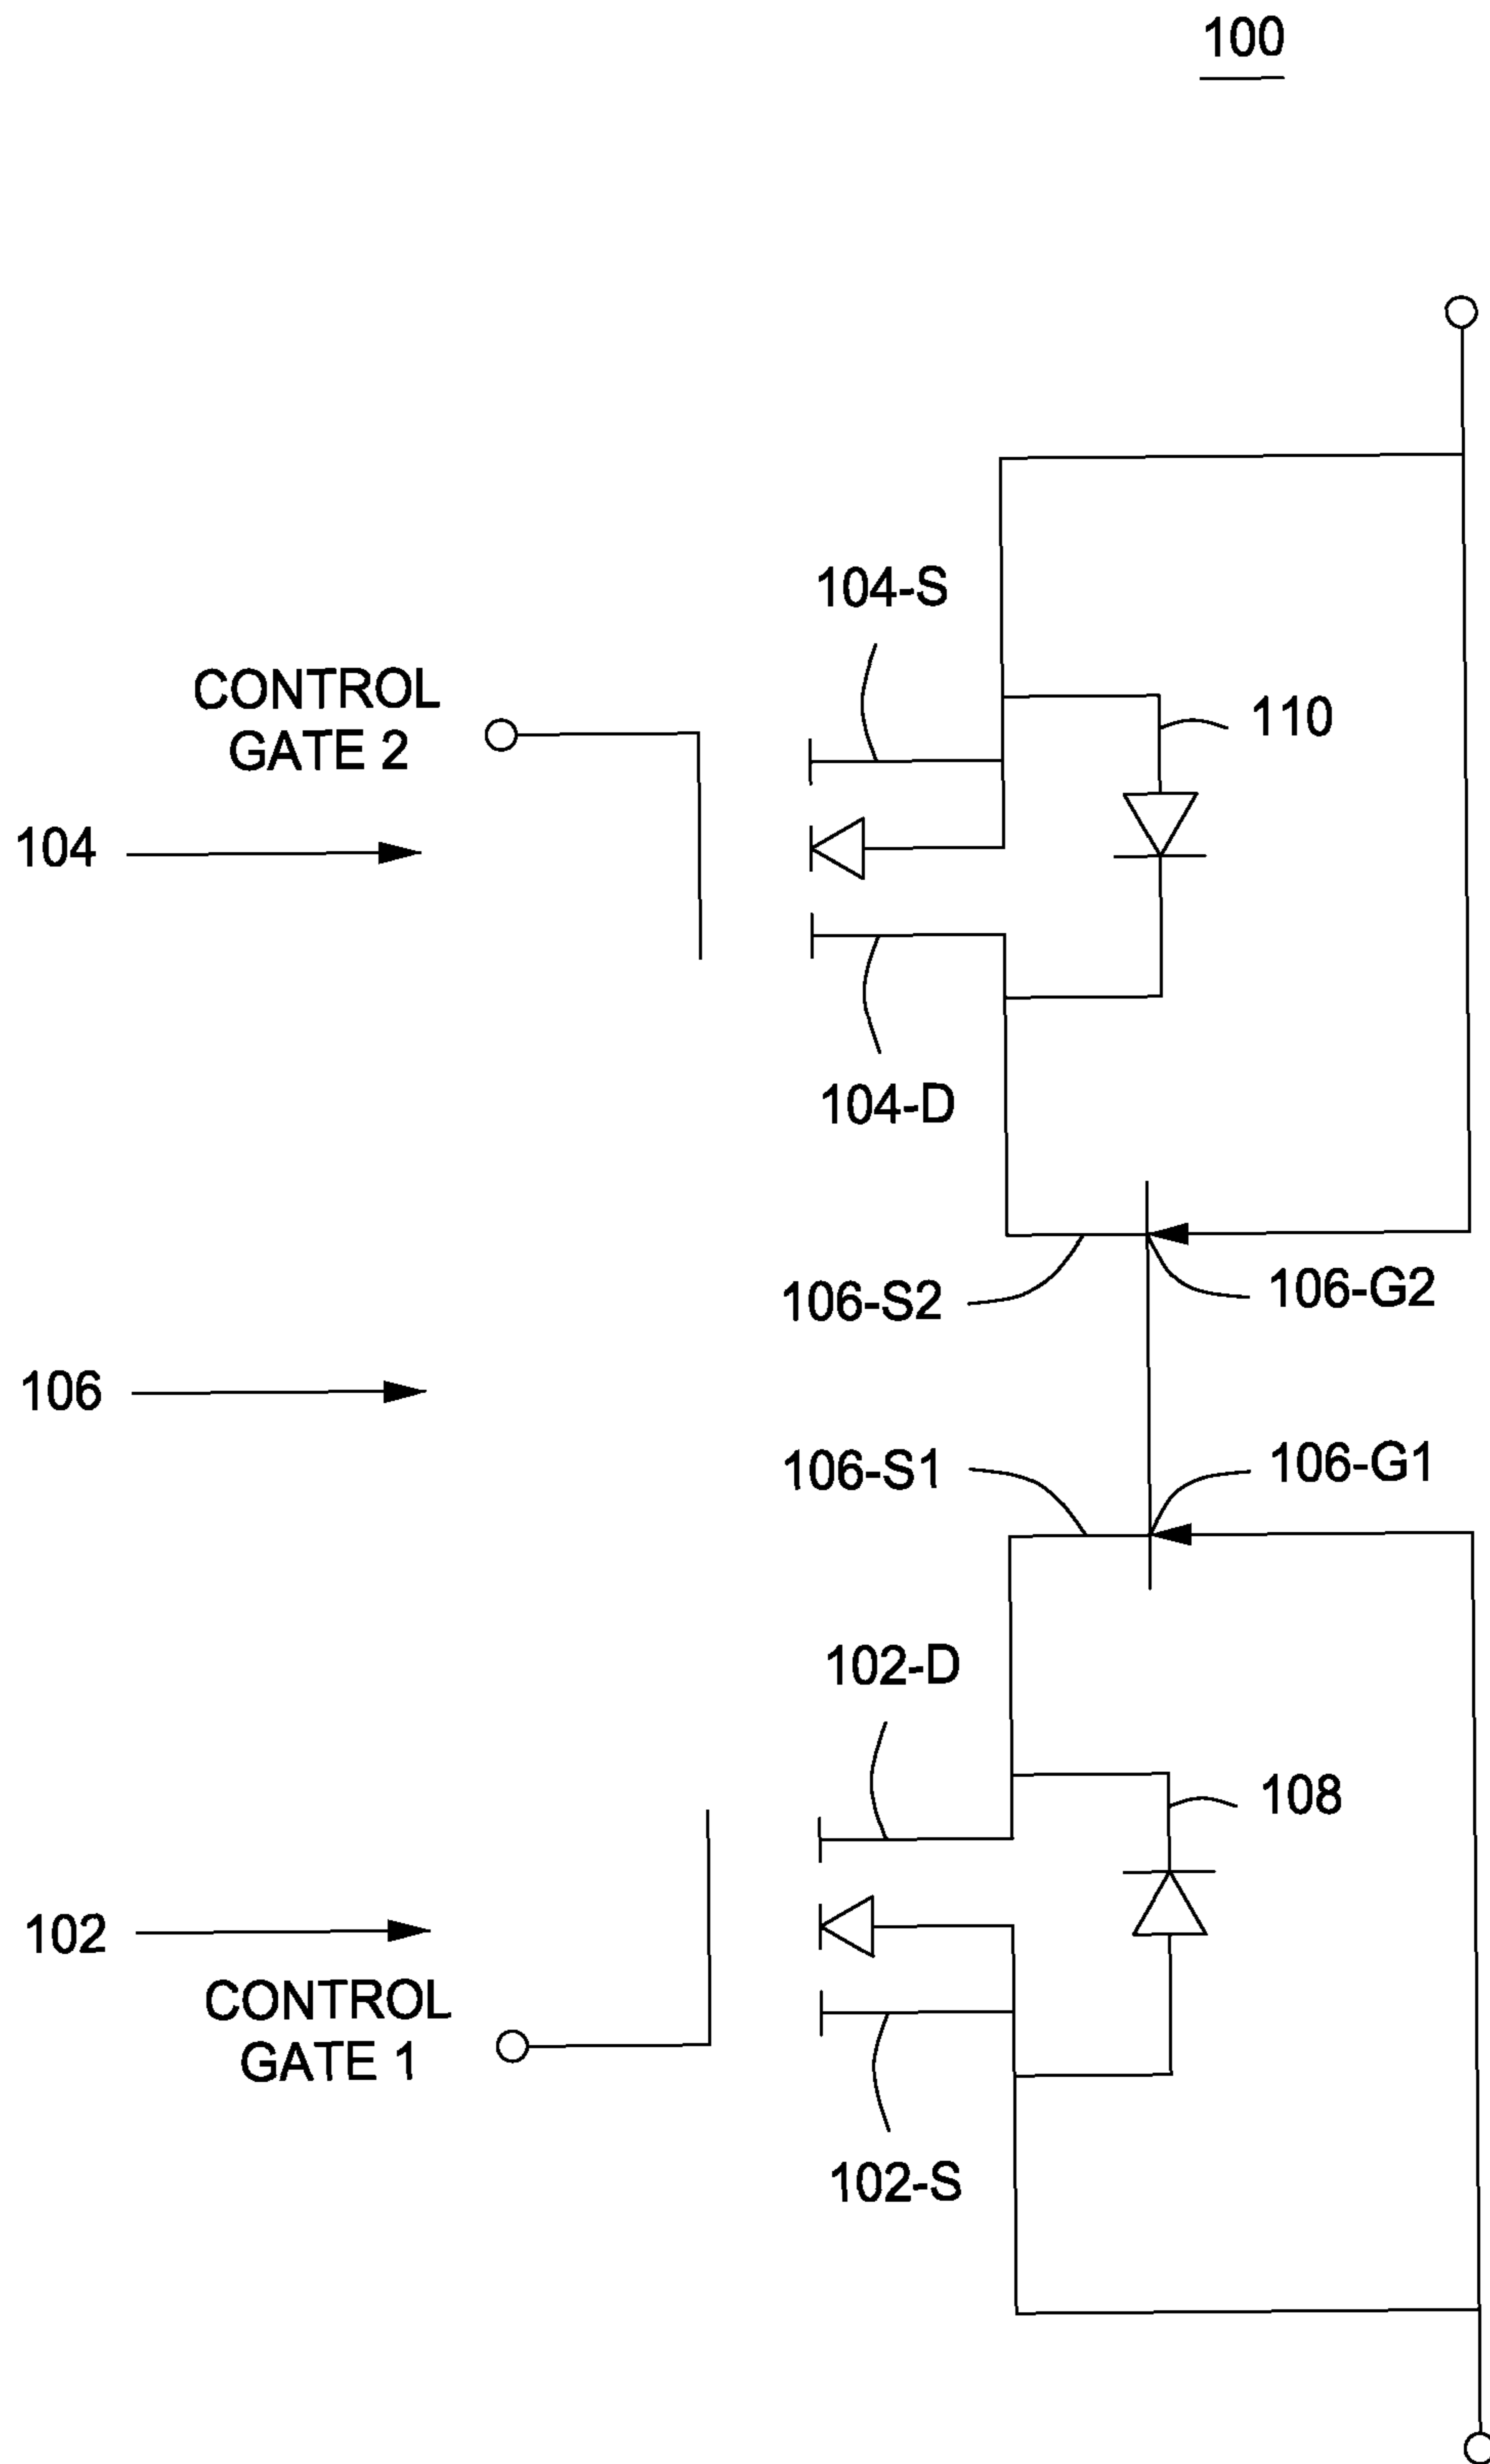 100
104-S
CONTROL
GATE 2
110
104
104-D
106-S2
106-G2
106
106-S1
106-G1
102-D
108
102
CONTROL
GATE 1
102-S